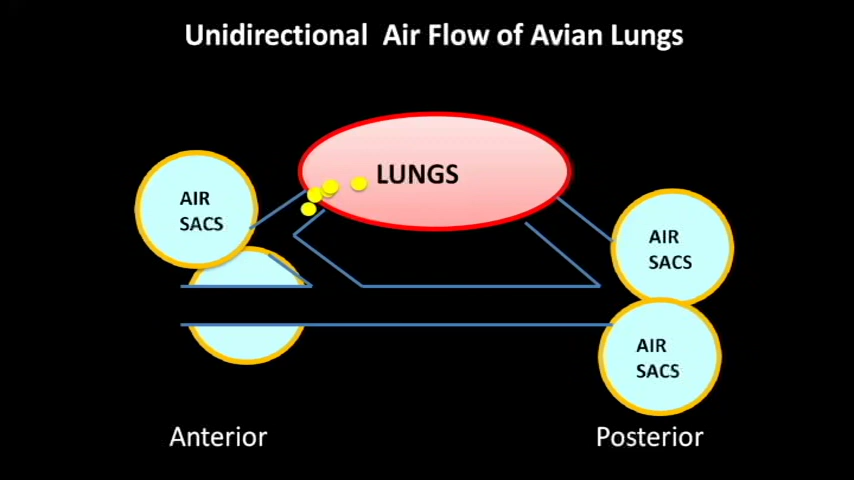 Unidirectional Air Flow of Avian Lungs
LUNGS
AIR
SACS
AIR
SACS
AIR
SACS
Anterior
Posterior